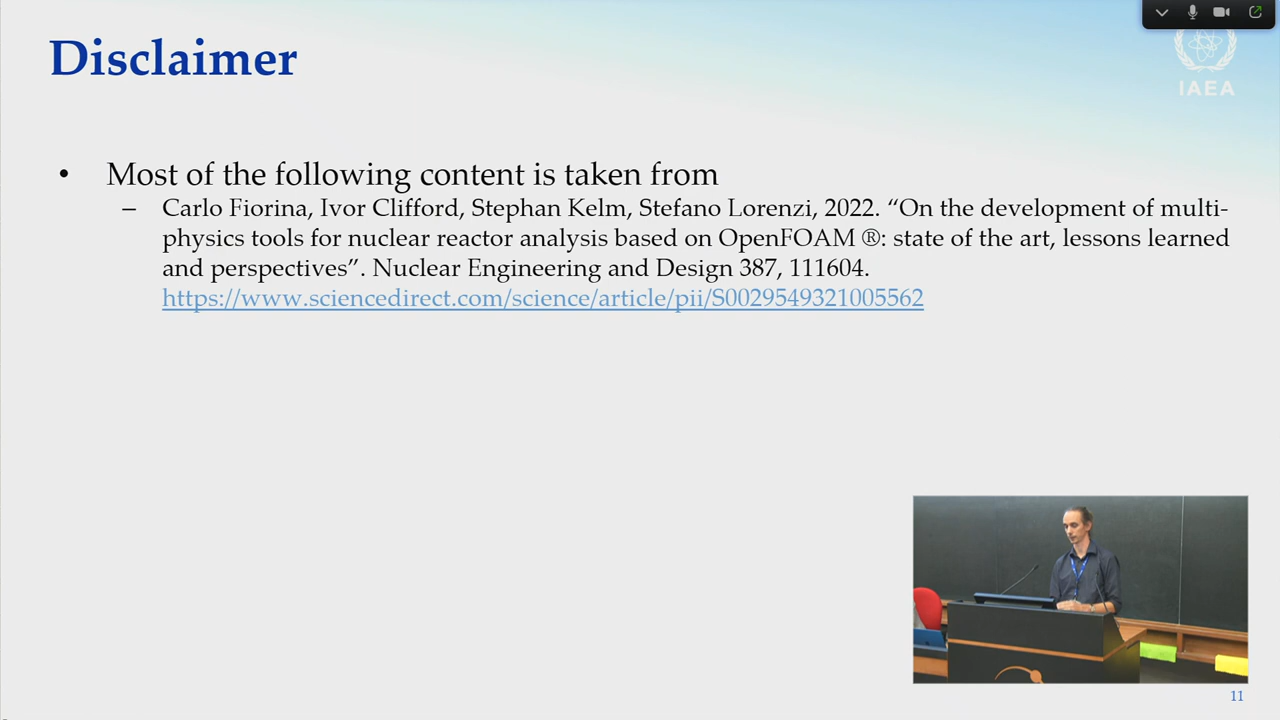 Disclaimer
IAEA
• Most of the following content is taken from
– Carlo Fiorina, Ivor Clifford, Stephan Kelm, Stefano Lorenzi, 2022. “On the development of multi-
physics tools for nuclear reactor analysis based on OpenFOAM ®: state of the art, lessons learned
and perspectives”. Nuclear Engineering and Design 387, 111604.
https://www.sciencedirect.com/science/article/pii/S0029549321005562
11